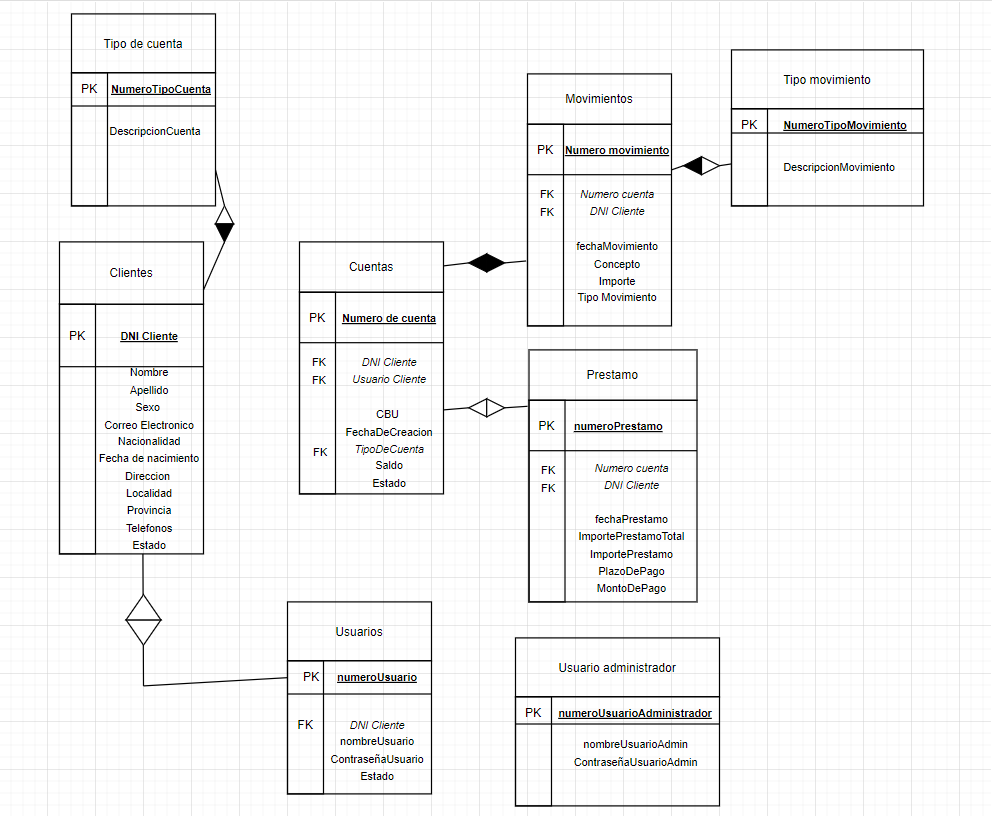 Tipo de cuenta
PK NumeroTipoCuenta
DescripcionCuenta
Clientes
PK DNI Cliente
Nombre
Apellido
Sexo
Correo Electronico
Nacionalidad
Fecha de nacimiento
Direccion
Localidad
Provincia
Telefonos
Estado
Cuentas
PK Numero de cuenta
FK DNI Cliente
FK Usuario Cliente
CBU
FechaDeCreacion
FK TipoDeCuenta
Saldo
Estado
Movimientos
PK Numero movimiento
FK Numero cuenta
FK DNI Cliente
fechaMovimiento
Concepto
Importe
Tipo Movimiento
Tipo movimiento
PK NumeroTipoMovimiento
DescripcionMovimiento
Prestamo
PK numeroPrestamo
FK Numero cuenta
FK DNI Cliente
fechaPrestamo
ImportePrestamoTotal
ImportePrestamo
PlazoDePago
MontoDePago
Usuarios
PK numeroUsuario
FK DNI Cliente
nombreUsuario
ContraseñaUsuario
Estado
Usuario administrador
PK numeroUsuarioAdministrador
nombreUsuarioAdmin
ContraseñaUsuarioAdmin